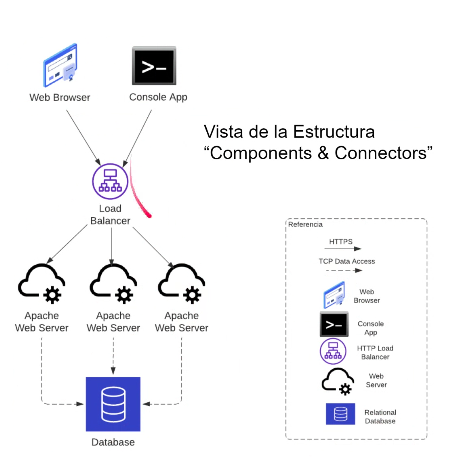 Web Browser
Console App
Vista de la Estructura
“Components & Connectors”
Load
Balancer
Apache
Web Server
Apache
Web Server
Apache
Web Server
Database
Referencia
HTTPS
TCP Data Access
Web
Browser
Console
App
HTTP Load
Balancer
Web
Server
Relational
Database